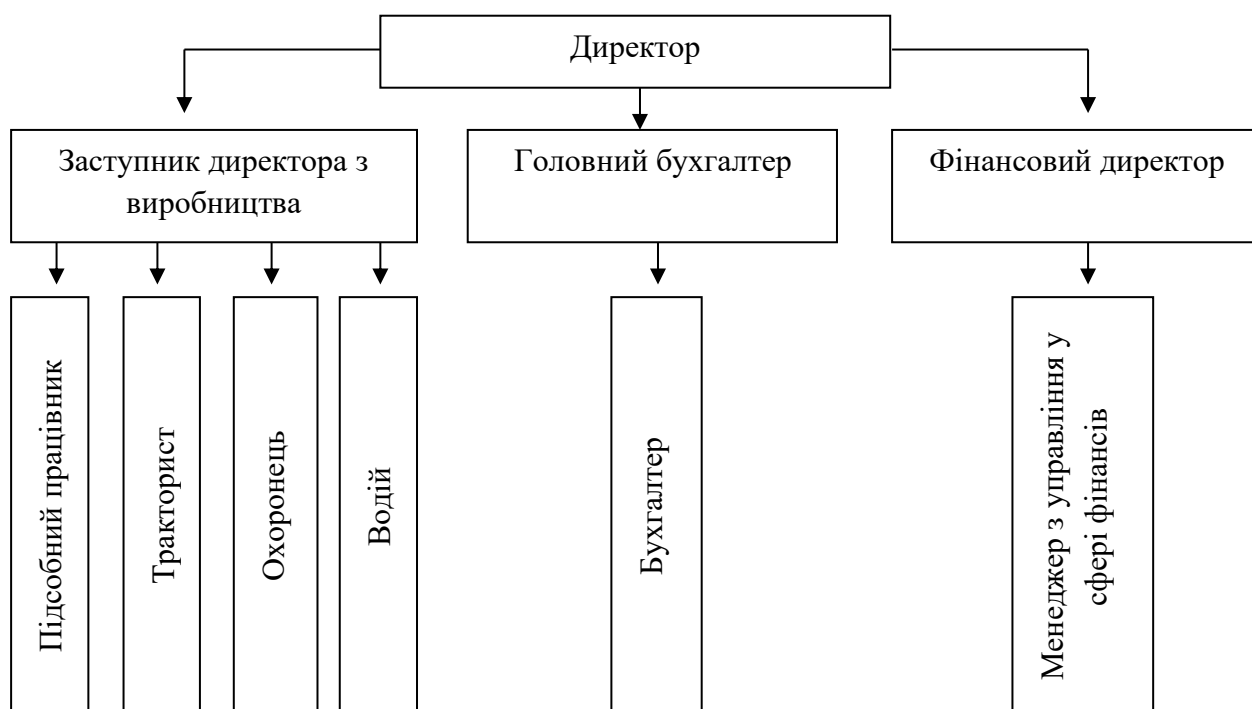 Директор
Заступник директора з
виробництва
Головний бухгалтер
Фінансовий директор
Підсобний працівник
Тракторист
Охоронець
Водій
Бухгалтер
Менеджер з управління у
сфері фінансів